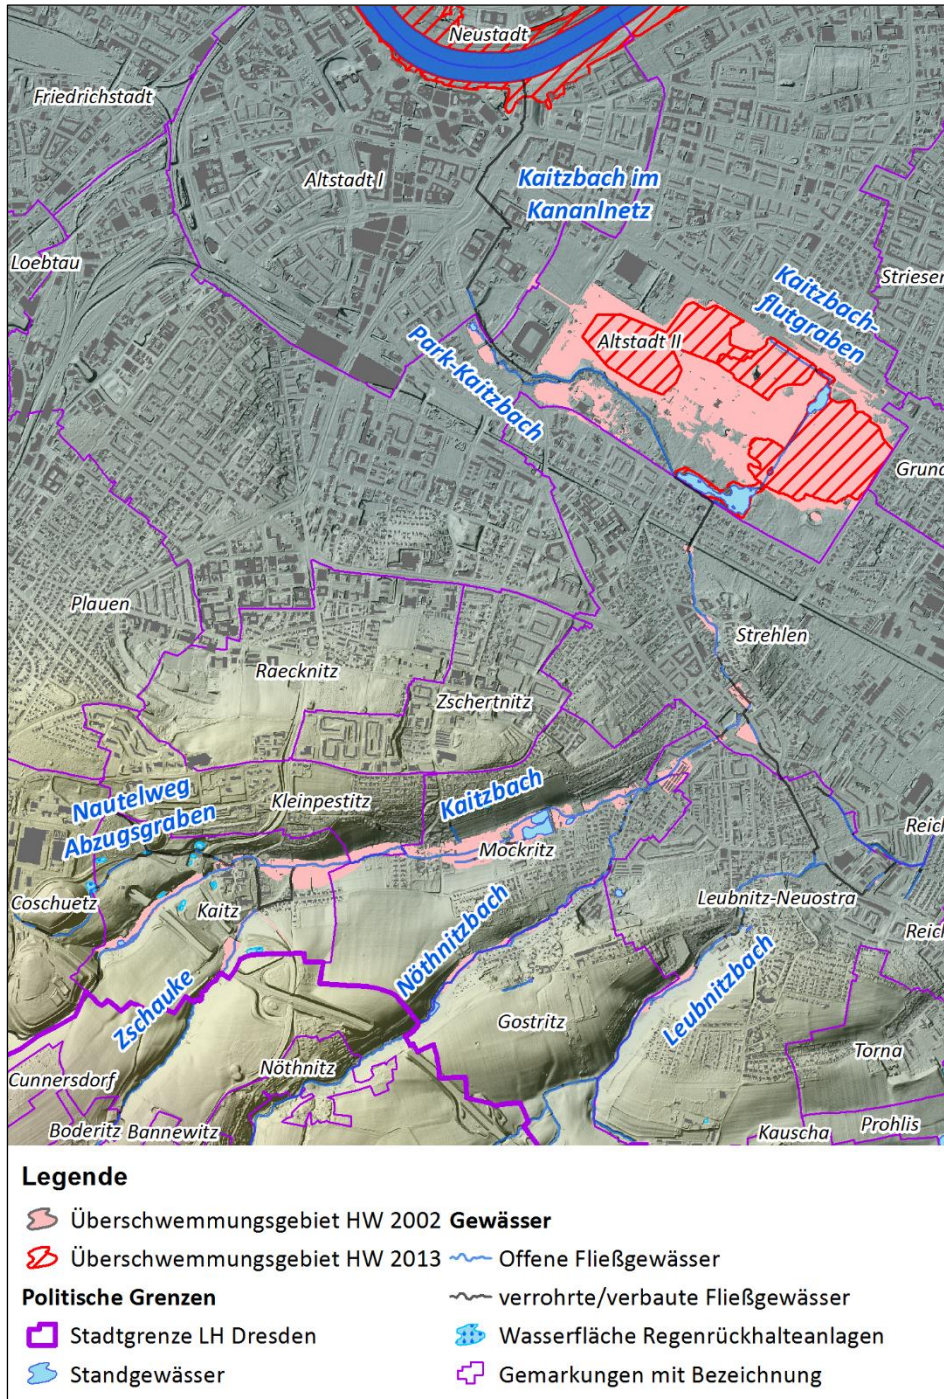 Neustadt
Friedrichstadt
Altstadt I
Kaitzbach im
Kananlnetz
Loebtau
Striesen
Kaitzbach-
flutgraben
Altstadt II
Park-Kaitzbach
Grund
Plauen
Strehlen
Raecknitz
Zschertnitz
Nautelweg
Abzugsgraben
Kleinpestitz
Kaitzbach
Mockritz
Reich
Coschuetz
Kaitz
Leubnitz-Neuostra
Reich
Nöthnitzbach
Zschauke
Gostritz
Leubnitzbach
Torna
Cunnersdorf
Nöthnitz
Boderitz
Bannewitz
Kauscha
Prohlis
Legende
Überschwemmungsgebiet HW 2002 Gewässer
Überschwemmungsgebiet HW 2013 Offene Fließgewässer
Politische Grenzen verrohrte/verbaute Fließgewässer
Stadtgrenze LH Dresden Wasserfläche Regenrückhalteanlagen
Standgewässer Gemarkungen mit Bezeichnung